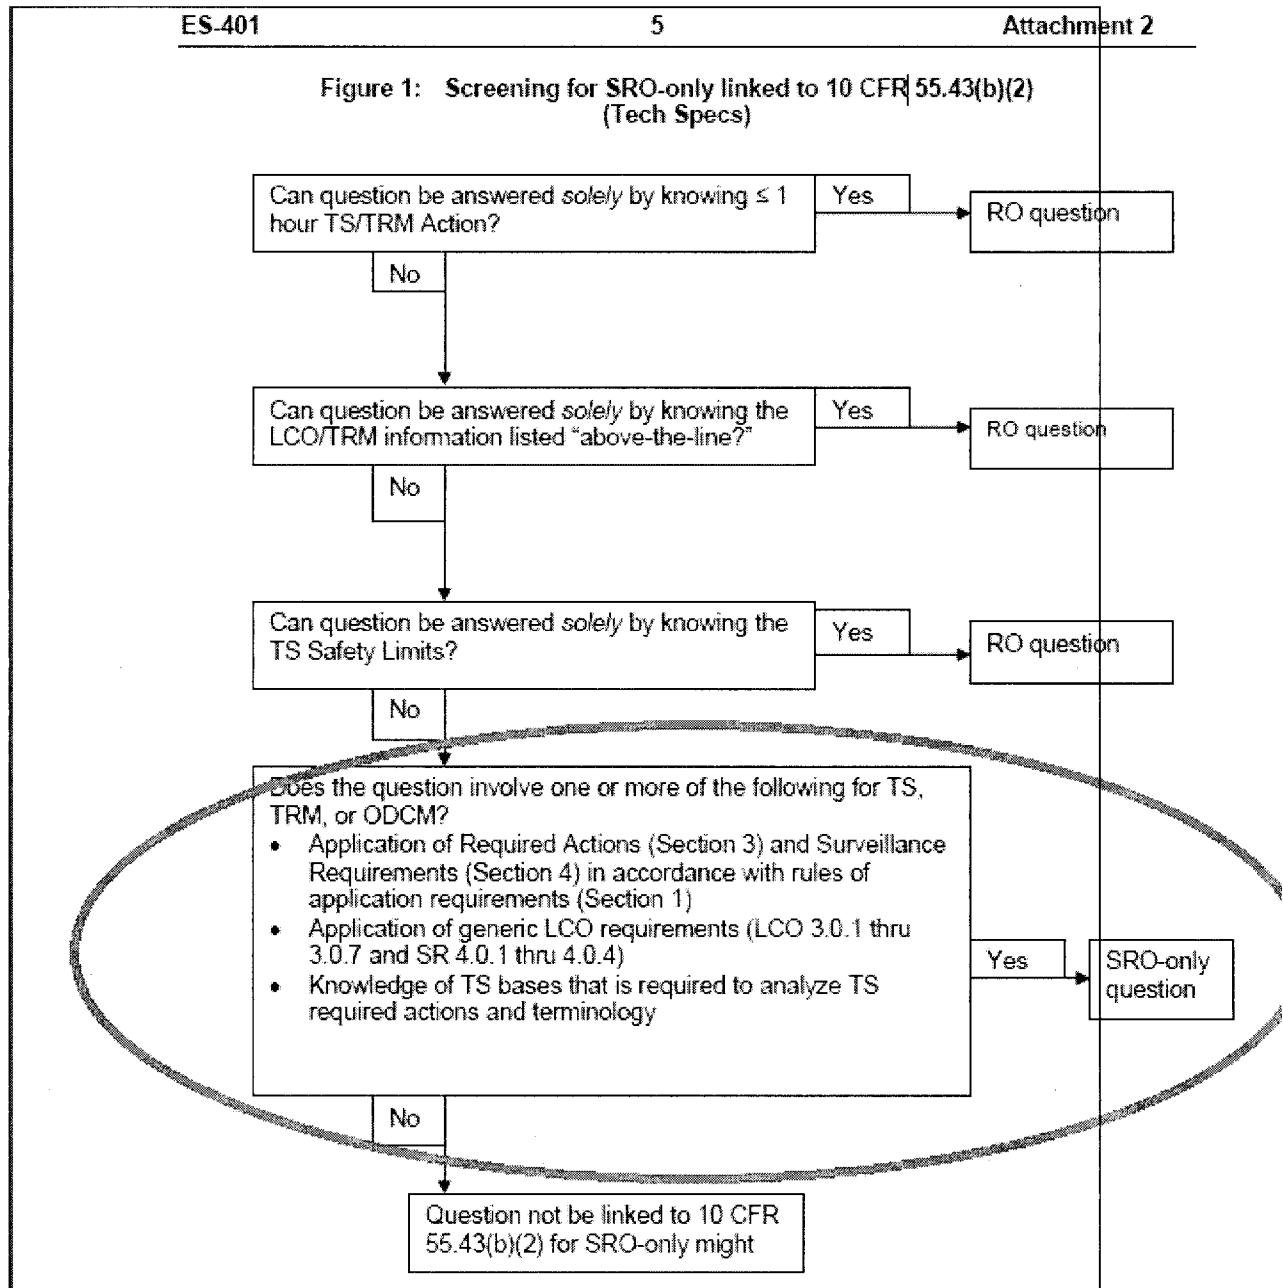 ES-401 5 Attachment 2
Figure 1: Screening for SRO-only linked to 10 CFR 55.43(b)(2)
(Tech Specs)
Can question be answered solely by knowing ≤ 1
hour TS/TRM Action?
Yes
RO question
No
Can question be answered solely by knowing the
LCO/TRM information listed “above-the-line?”
Yes
RO question
No
Can question be answered solely by knowing the
TS Safety Limits?
Yes
RO question
No
Does the question involve one or more of the following for TS,
TRM, or ODCM?
• Application of Required Actions (Section 3) and Surveillance
Requirements (Section 4) in accordance with rules of
application requirements (Section 1)
• Application of generic LCO requirements (LCO 3.0.1 thru
3.0.7 and SR 4.0.1 thru 4.0.4)
• Knowledge of TS bases that is required to analyze TS
required actions and terminology
Yes
SRO-only
question
No
Question not be linked to 10 CFR
55.43(b)(2) for SRO-only might